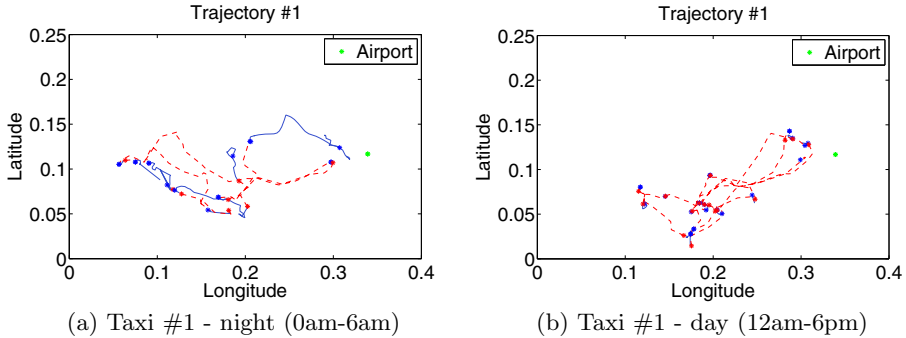 Trajectory #1
0.25
0.2
0.15
0.1
0.05
0
0 0.1 0.2 0.3 0.4
Latitude
Longitude
Airport
(a) Taxi #1 - night (0am-6am)
Trajectory #1
0.25
0.2
0.15
0.1
0.05
0
0 0.1 0.2 0.3 0.4
Latitude
Longitude
Airport
(b) Taxi #1 - day (12am-6pm)